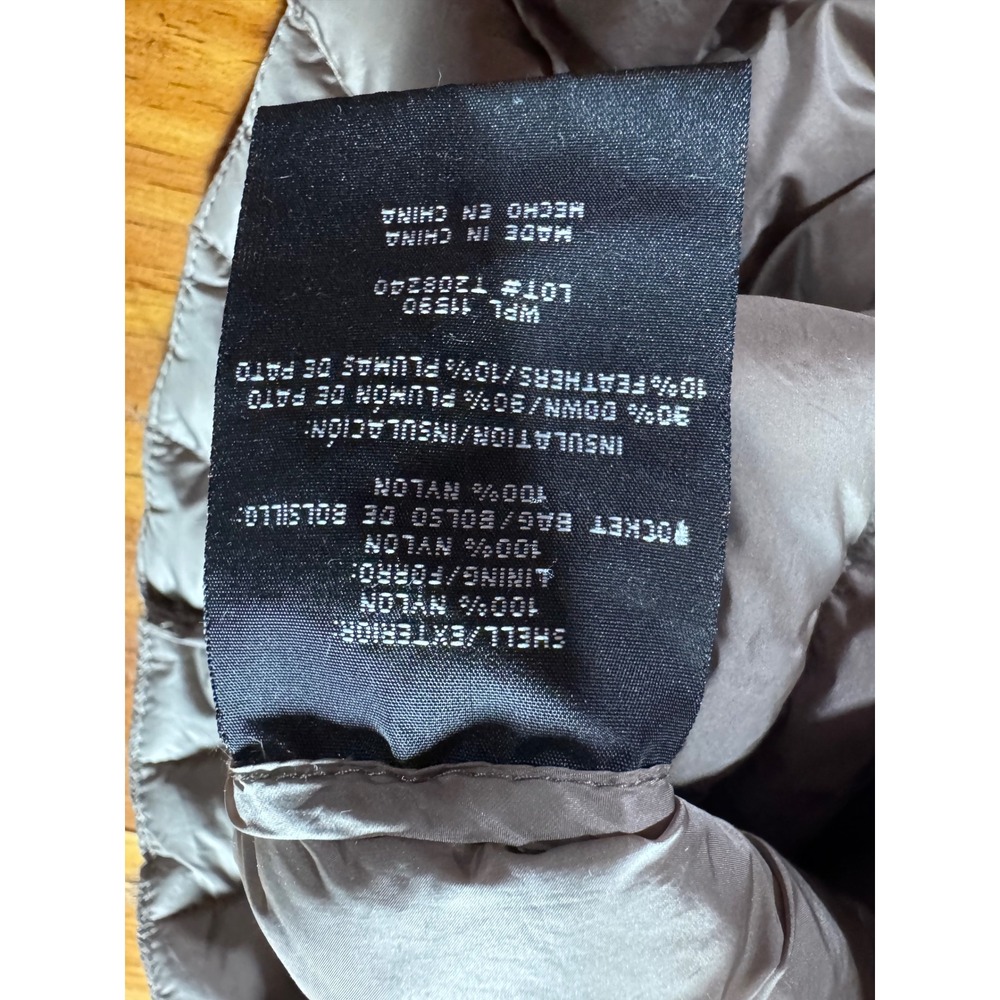 SHELL/EXTERIOR:
100% NYLON
LINING/FORRO:
100% NYLON
POCKET BAG/BOLSO DE BOLSILLO:
100% NYLON
INSULATION/INSULACIÓN:
90% DOWN/90% PLUMÓN DE PATO
10% FEATHERS/10% PLUMAS DE PATO
WPL 11590
LOT# T208240
MADE IN CHINA
HECHO EN CHINA